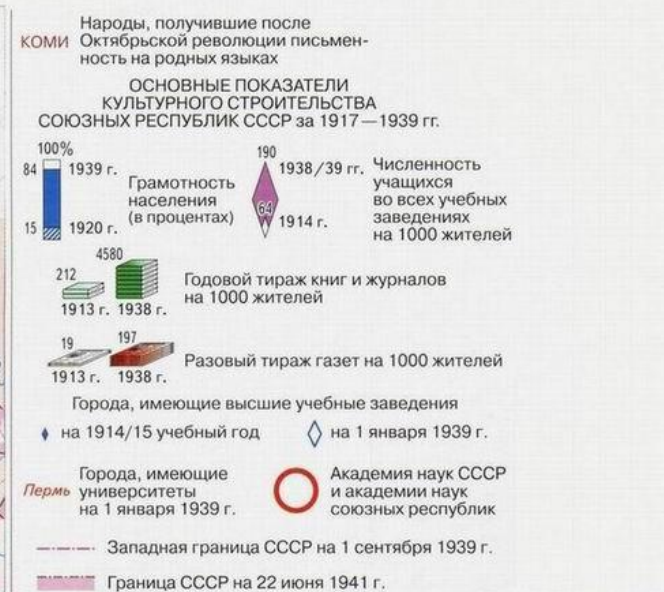 Народы, получившие после
КОМИ Октябрьской революции письмен-
ность на родных языках
ОСНОВНЫЕ ПОКАЗАТЕЛИ
КУЛЬТУРНОГО СТРОИТЕЛЬСТВА
СОЮЗНЫХ РЕСПУБЛИК СССР за 1917—1939 гг.
100%
84 1939 г.
15 1920 г.
Грамотность
населения
(в процентах)
190
1938/39 гг.
64
1914 г.
Численность
учащихся
во всех учебных
заведениях
на 1000 жителей
212 4580
1913 г. 1938 г.
Годовой тираж книг и журналов
на 1000 жителей
19 197
1913 г. 1938 г.
Разовый тираж газет на 1000 жителей
Города, имеющие высшие учебные заведения
на 1914/15 учебный год на 1 января 1939 г.
Города, имеющие
Пермь университеты
на 1 января 1939 г.
Академия наук СССР
и академии наук
союзных республик
Западная граница СССР на 1 сентября 1939 г.
Граница СССР на 22 июня 1941 г.